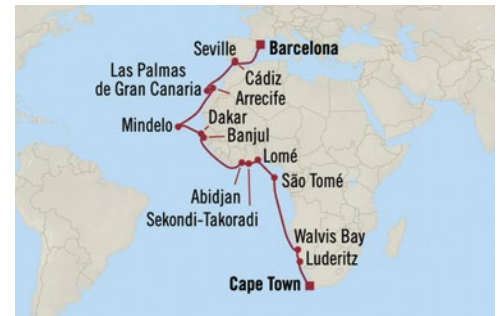 Seville
Barcelona
Las Palmas
de Gran Canaria
Cádiz
Arrecife
Mindelo
Dakar
Banjul
Lomé
São Tomé
Abidjan
Sekondi-Takoradi
Walvis Bay
Luderitz
Cape Town